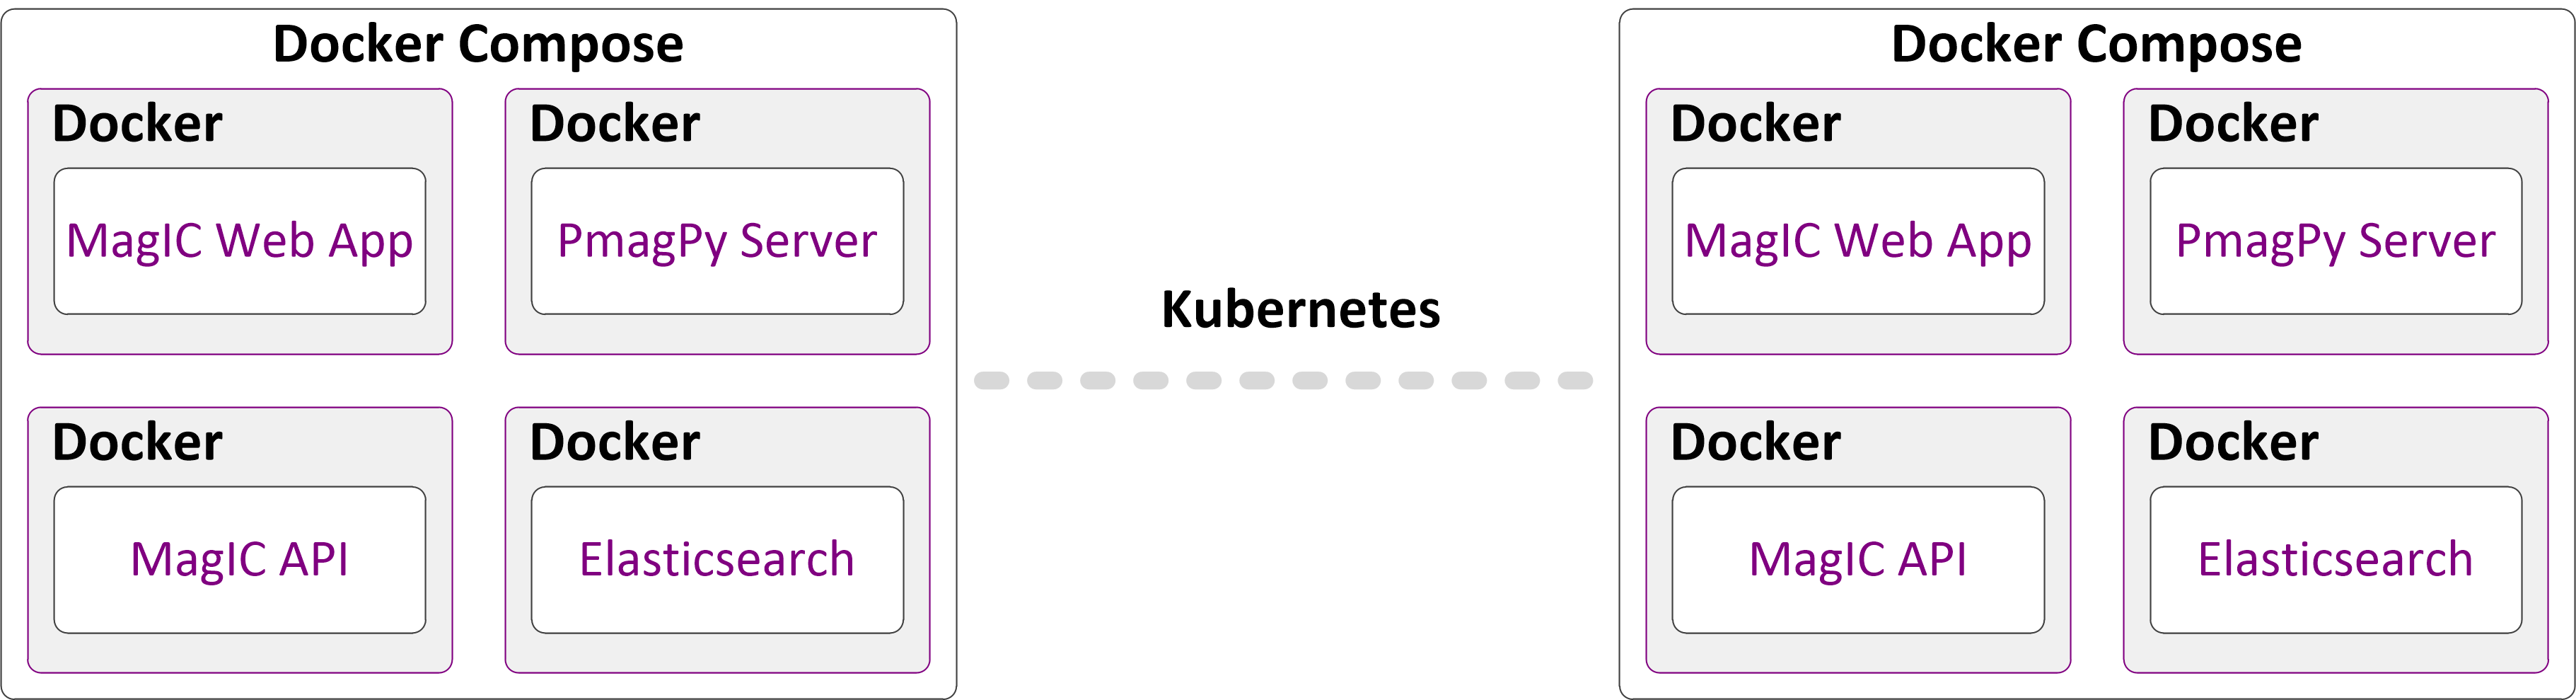 Docker Compose
Docker
MagIC Web App
Docker
PmagPy Server
Docker
MagIC API
Docker
Elasticsearch
Kubernetes
Docker Compose
Docker
MagIC Web App
Docker
PmagPy Server
Docker
MagIC API
Docker
Elasticsearch